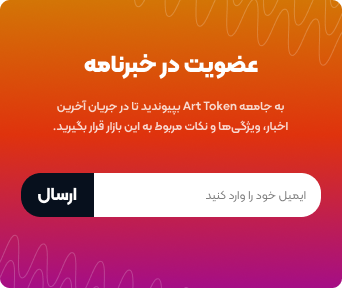 عضویت در خبرنامه
به جامعه Art Token بپیوندید تا در جریان آخرین
اخبار، ویژگی‌ها و نکات مربوط به این بازار قرار بگیرید.
ایمیل خود را وارد کنید
ارسال